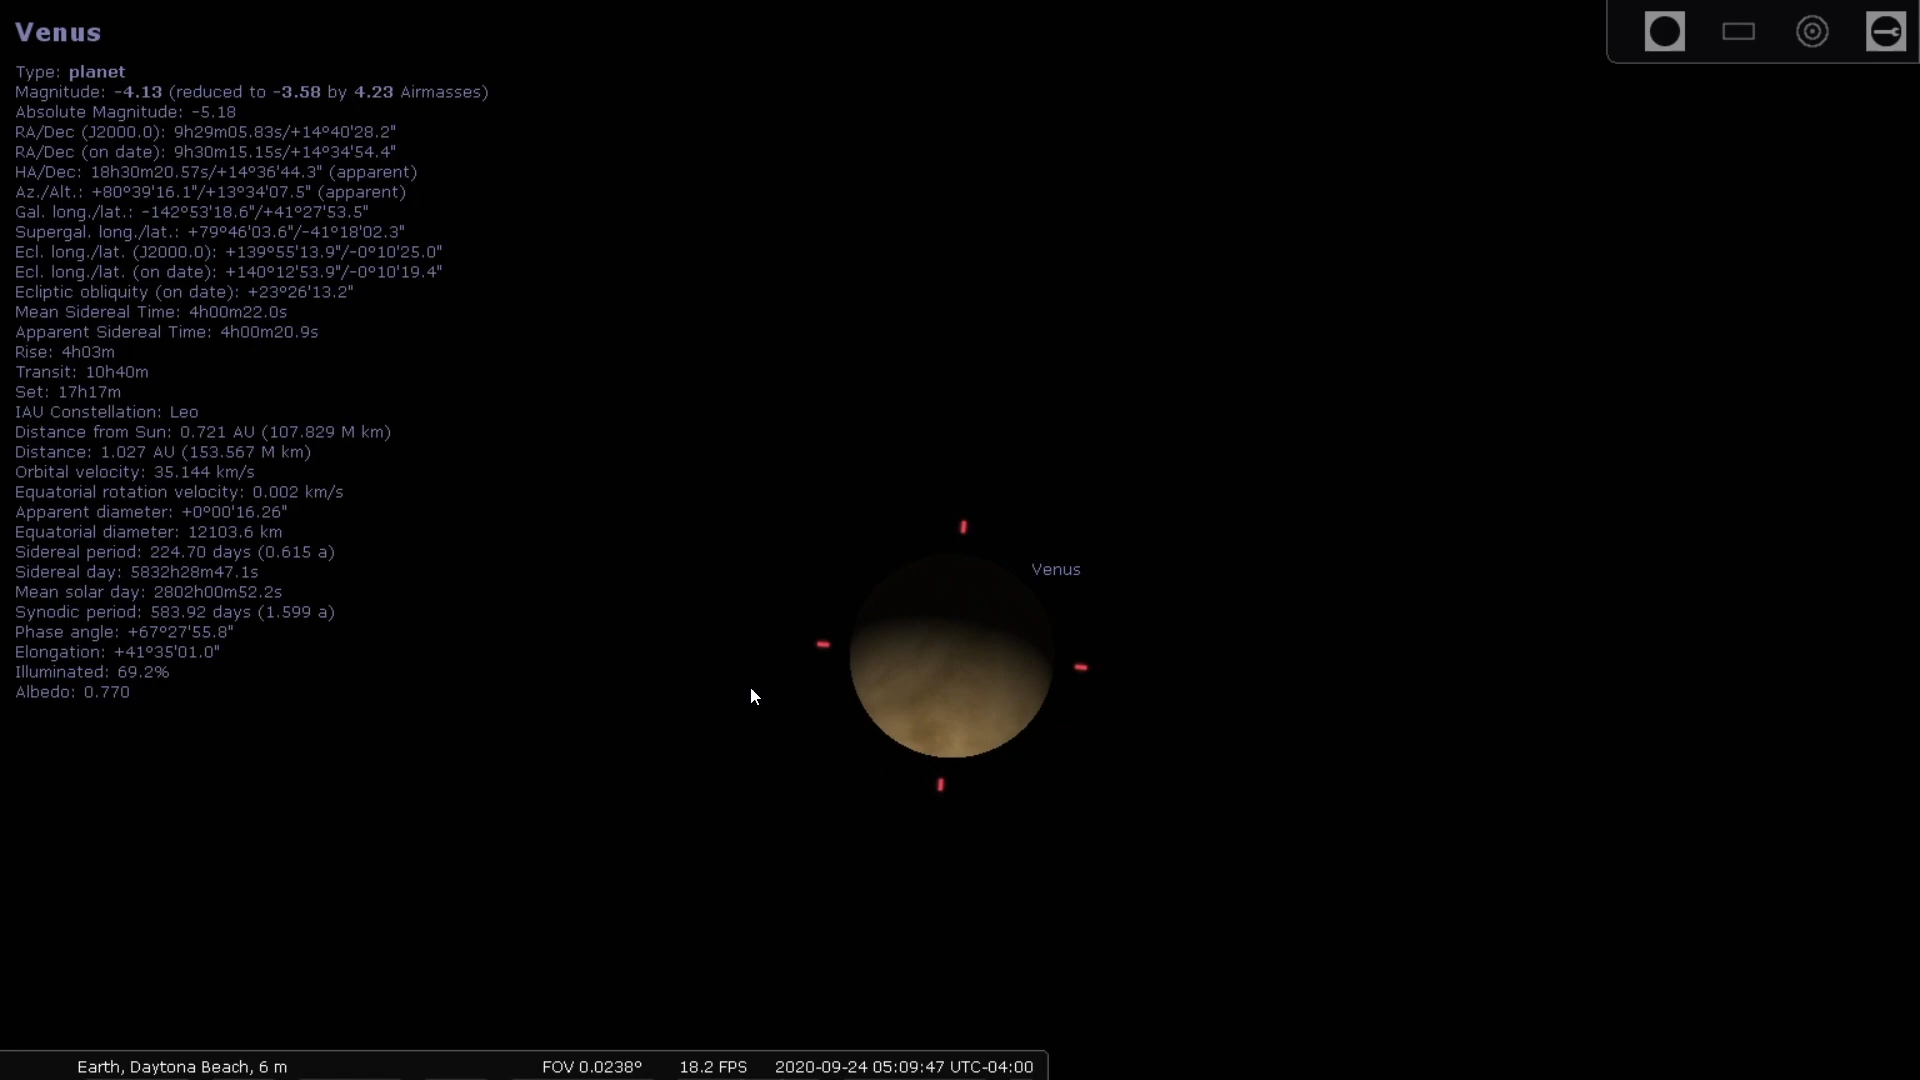 Venus
Type: planet
Magnitude: -4.13 (reduced to -3.58 by 4.23 Airmasses)
Absolute Magnitude: -5.18
RA/Dec (J2000.0): 9h29m05.83s/+14°40'28.2"
RA/Dec (on date): 9h30m15.15s/+14°34'54.4"
HA/Dec: 18h30m20.57s/+14°36'44.3" (apparent)
Az./Alt.: +80°39'16.1"/+13°34'07.5" (apparent)
Gal. long./lat.: -142°53'18.6"/+41°27'53.5"
Supergal. long./lat.: +79°46'03.6"/-41°18'02.3"
Ecl. long./lat. (J2000.0): +139°55'13.9"/-0°10'25.0"
Ecl. long./lat. (on date): +140°12'53.9"/-0°10'19.4"
Ecliptic obliquity (on date): +23°26'13.2"
Mean Sidereal Time: 4h00m22.0s
Apparent Sidereal Time: 4h00m20.9s
Rise: 4h03m
Transit: 10h40m
Set: 17h17m
IAU Constellation: Leo
Distance from Sun: 0.721 AU (107.829 M km)
Distance: 1.027 AU (153.567 M km)
Orbital velocity: 35.144 km/s
Equatorial rotation velocity: 0.002 km/s
Apparent diameter: +0°00'16.26"
Equatorial diameter: 12103.6 km
Sidereal period: 224.70 days (0.615 a)
Sidereal day: 5832h28m47.1s
Mean solar day: 2802h00m52.2s
Synodic period: 583.92 days (1.599 a)
Phase angle: +67°27'55.8"
Elongation: +41°35'01.0"
Illuminated: 69.2%
Albedo: 0.770
Venus
Earth, Daytona Beach, 6 m FOV 0.0238° 18.2 FPS 2020-09-24 05:09:47 UTC-04:00